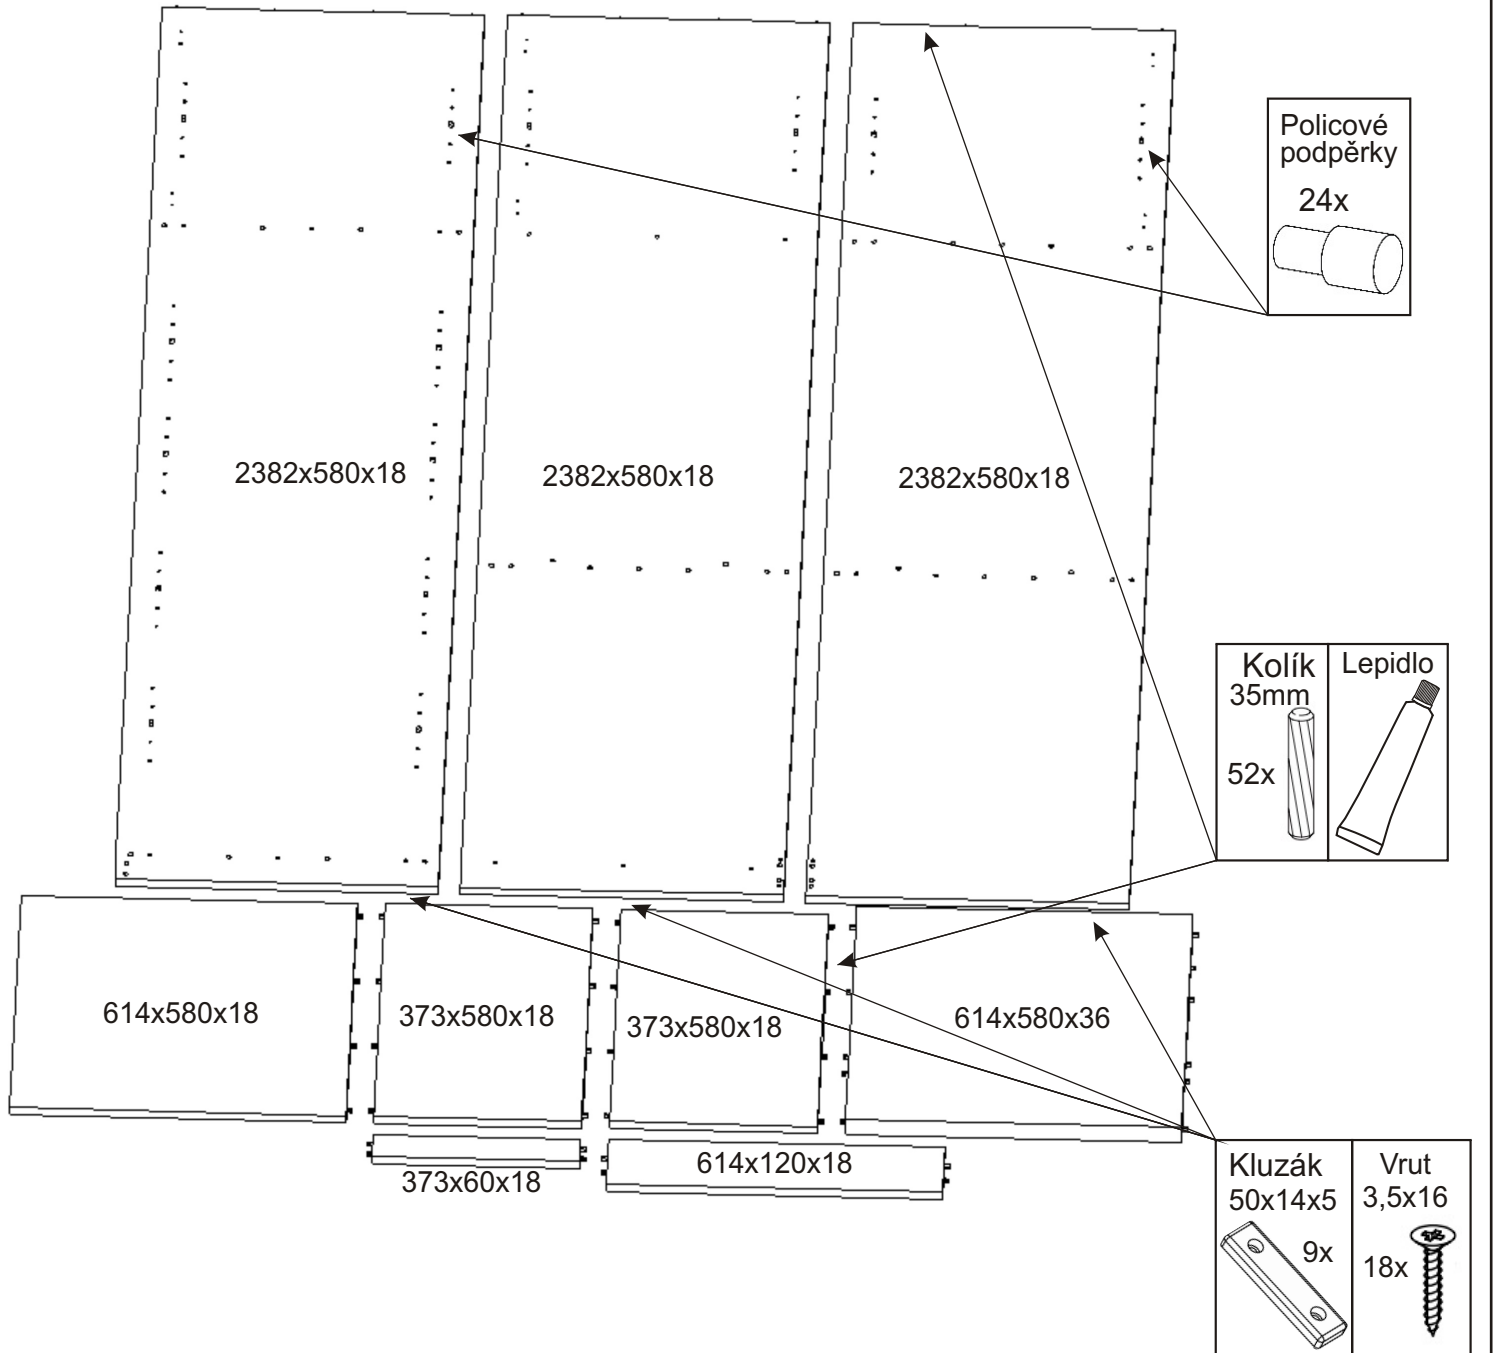 Policové
podpěrky
24x
2382x580x18
2382x580x18
2382x580x18
Kolík
35mm
52x
Lepidlo
614x580x18
373x580x18
373x580x18
614x580x36
373x60x18
614x120x18
Kluzák
50x14x5
9x
Vrut
3,5x16
18x